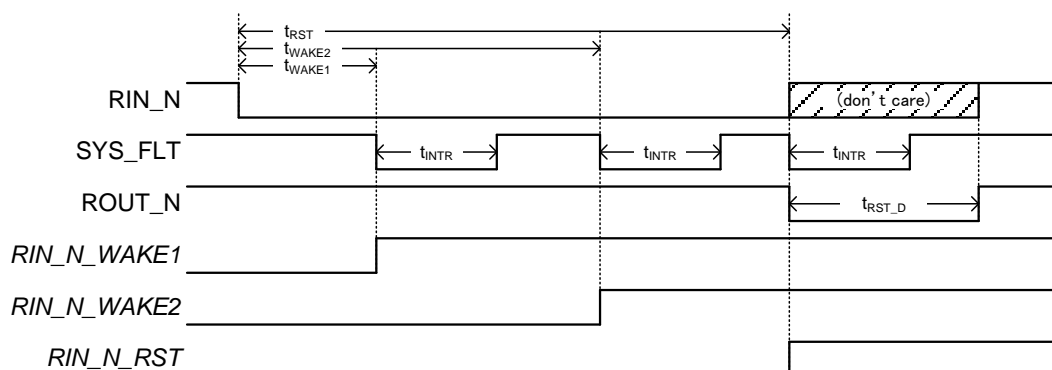 tRST
tWAKE2
tWAKE1
RIN_N
(don't care)
SYS_FLT
tINTR
tINTR
tINTR
ROUT_N
tRST_D
RIN_N_WAKE1
RIN_N_WAKE2
RIN_N_RST